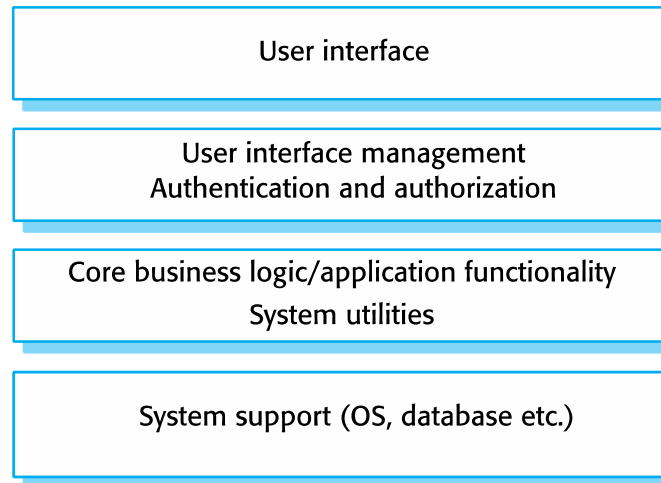 User interface
User interface management
Authentication and authorization
Core business logic/application functionality
System utilities
System support (OS, database etc.)